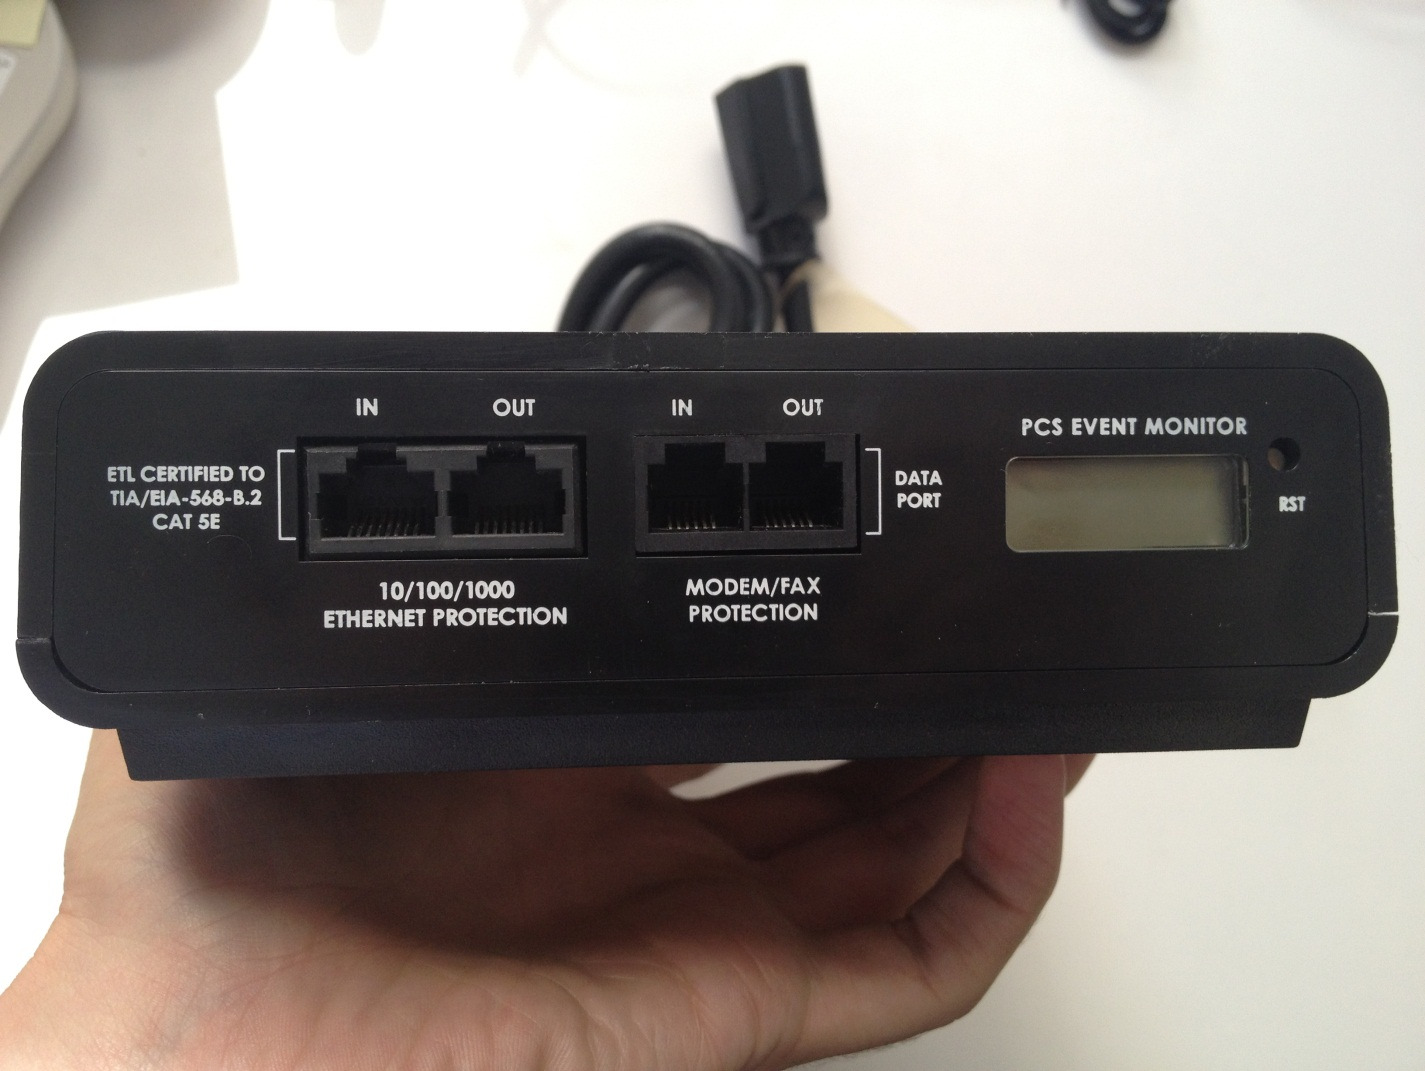 IN
OUT
ETL CERTIFIED TO
TIA/EIA-568-B.2
CAT 5E
10/100/1000
ETHERNET PROTECTION
IN
OUT
DATA
PORT
MODEM/FAX
PROTECTION
PCS EVENT MONITOR
RST